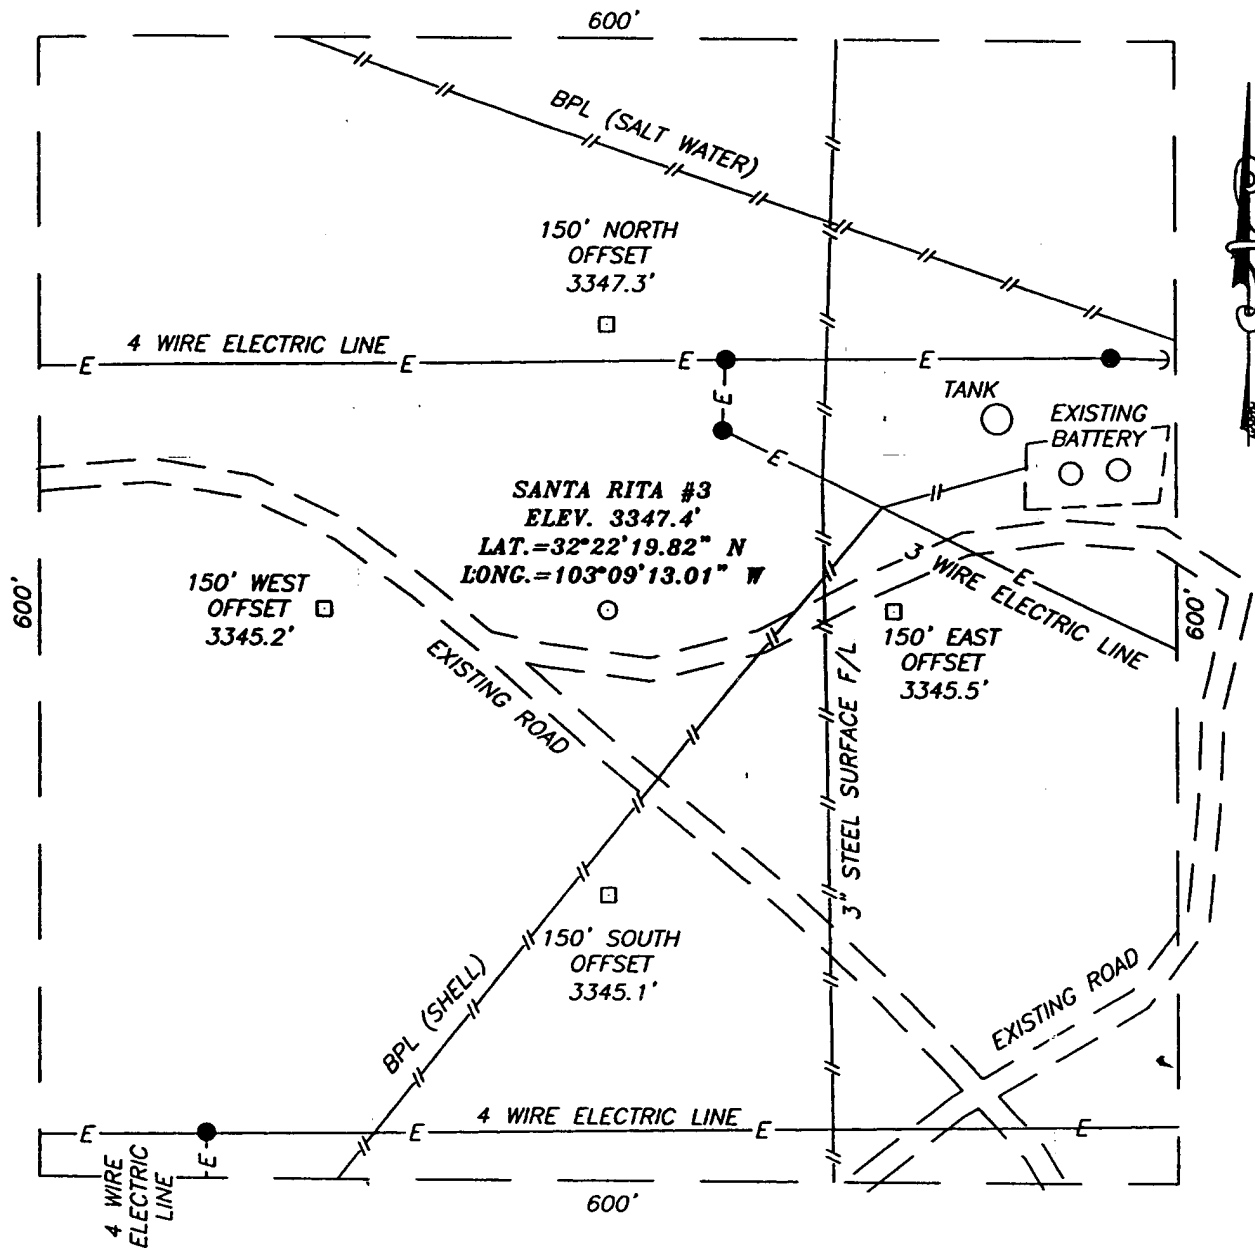 600'
BPL (SALT WATER)
150' NORTH
OFFSET
3347.3'
4 WIRE ELECTRIC LINE
E
E
E
E
E
TANK
EXISTING
BATTERY
E
SANTA RITA #3
ELEV. 3347.4'
LAT.=32°22'19.82" N
LONG.=103°09'13.01" W
3 WIRE ELECTRIC LINE
E
600'
150' WEST
OFFSET
3345.2'
600'
150' EAST
OFFSET
3345.5'
EXISTING ROAD
3" STEEL SURFACE F/L
150' SOUTH
OFFSET
3345.1'
BPL (SHELL)
EXISTING ROAD
4 WIRE ELECTRIC LINE
E
E
E
E
E
4 WIRE
ELECTRIC
LINE
600'